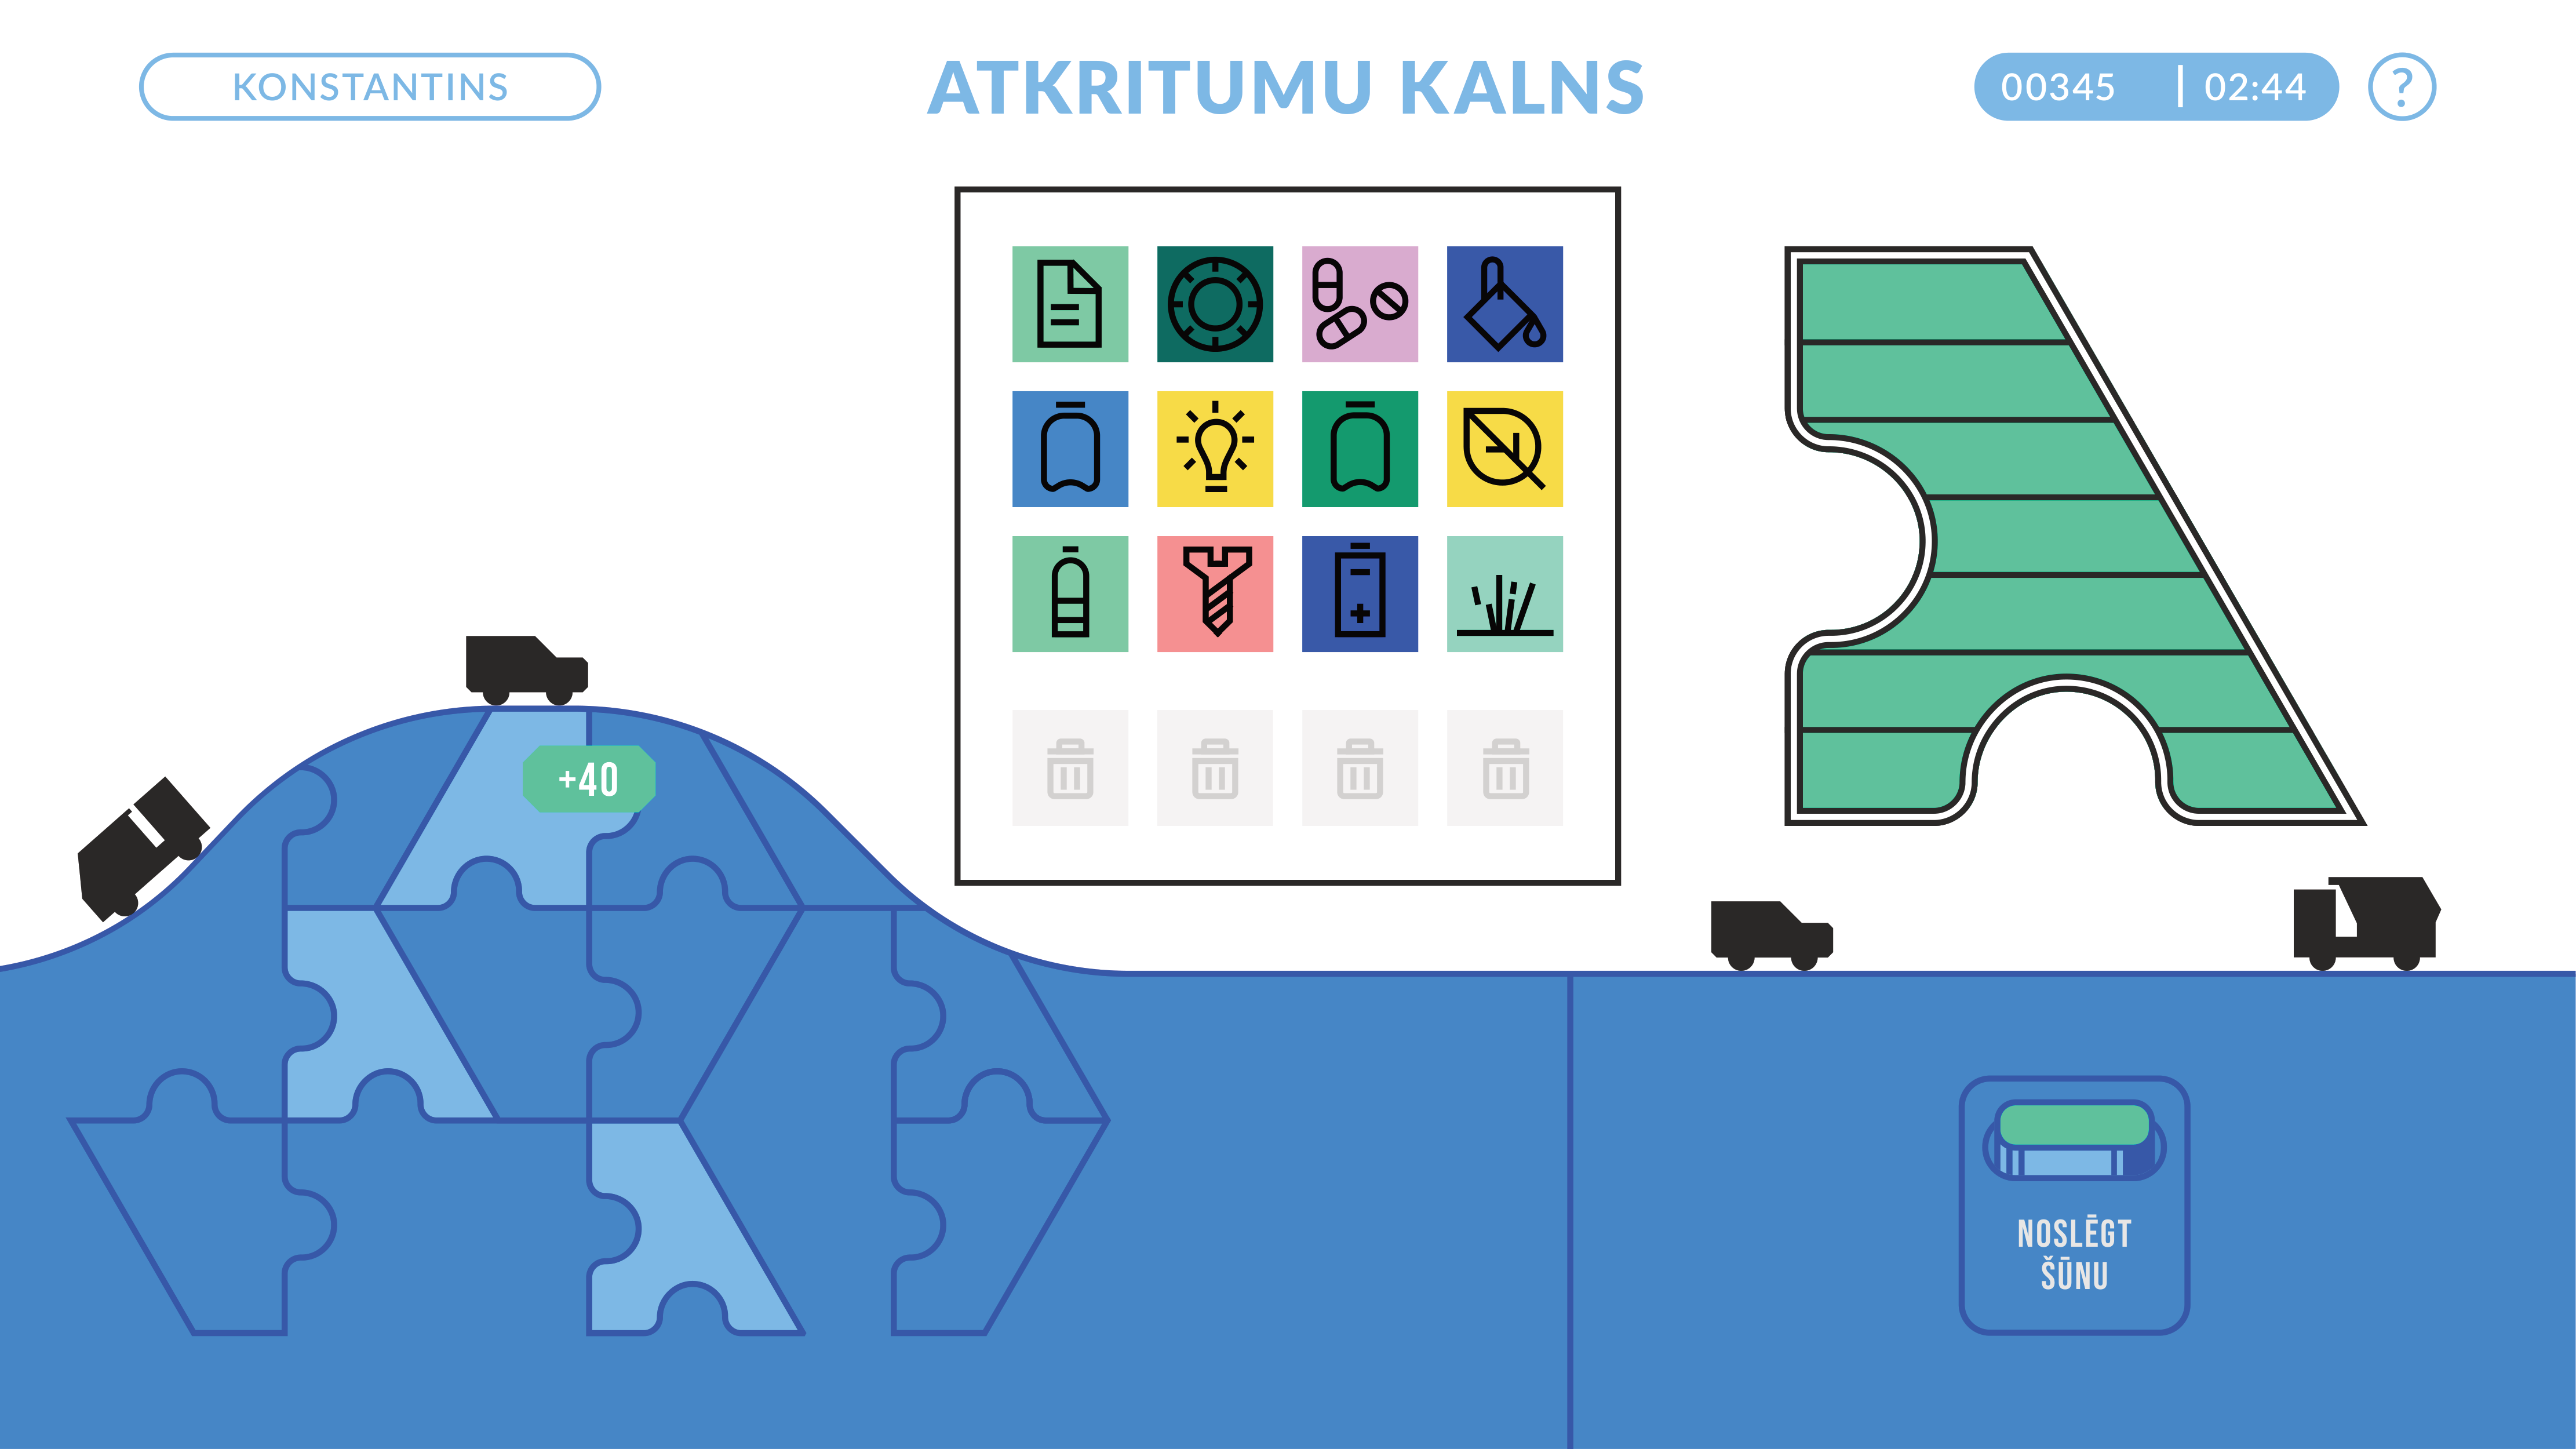 KONSTANTINS
ATKRITUMU KALNS
00345 | 02:44
?
+40
NOSLĒGT
ŠŪNU